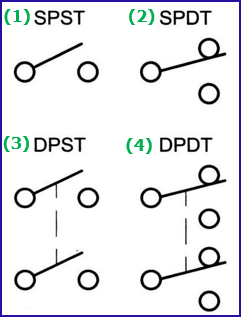 (1) SPST
(2) SPDT
(3) DPST
(4) DPDT